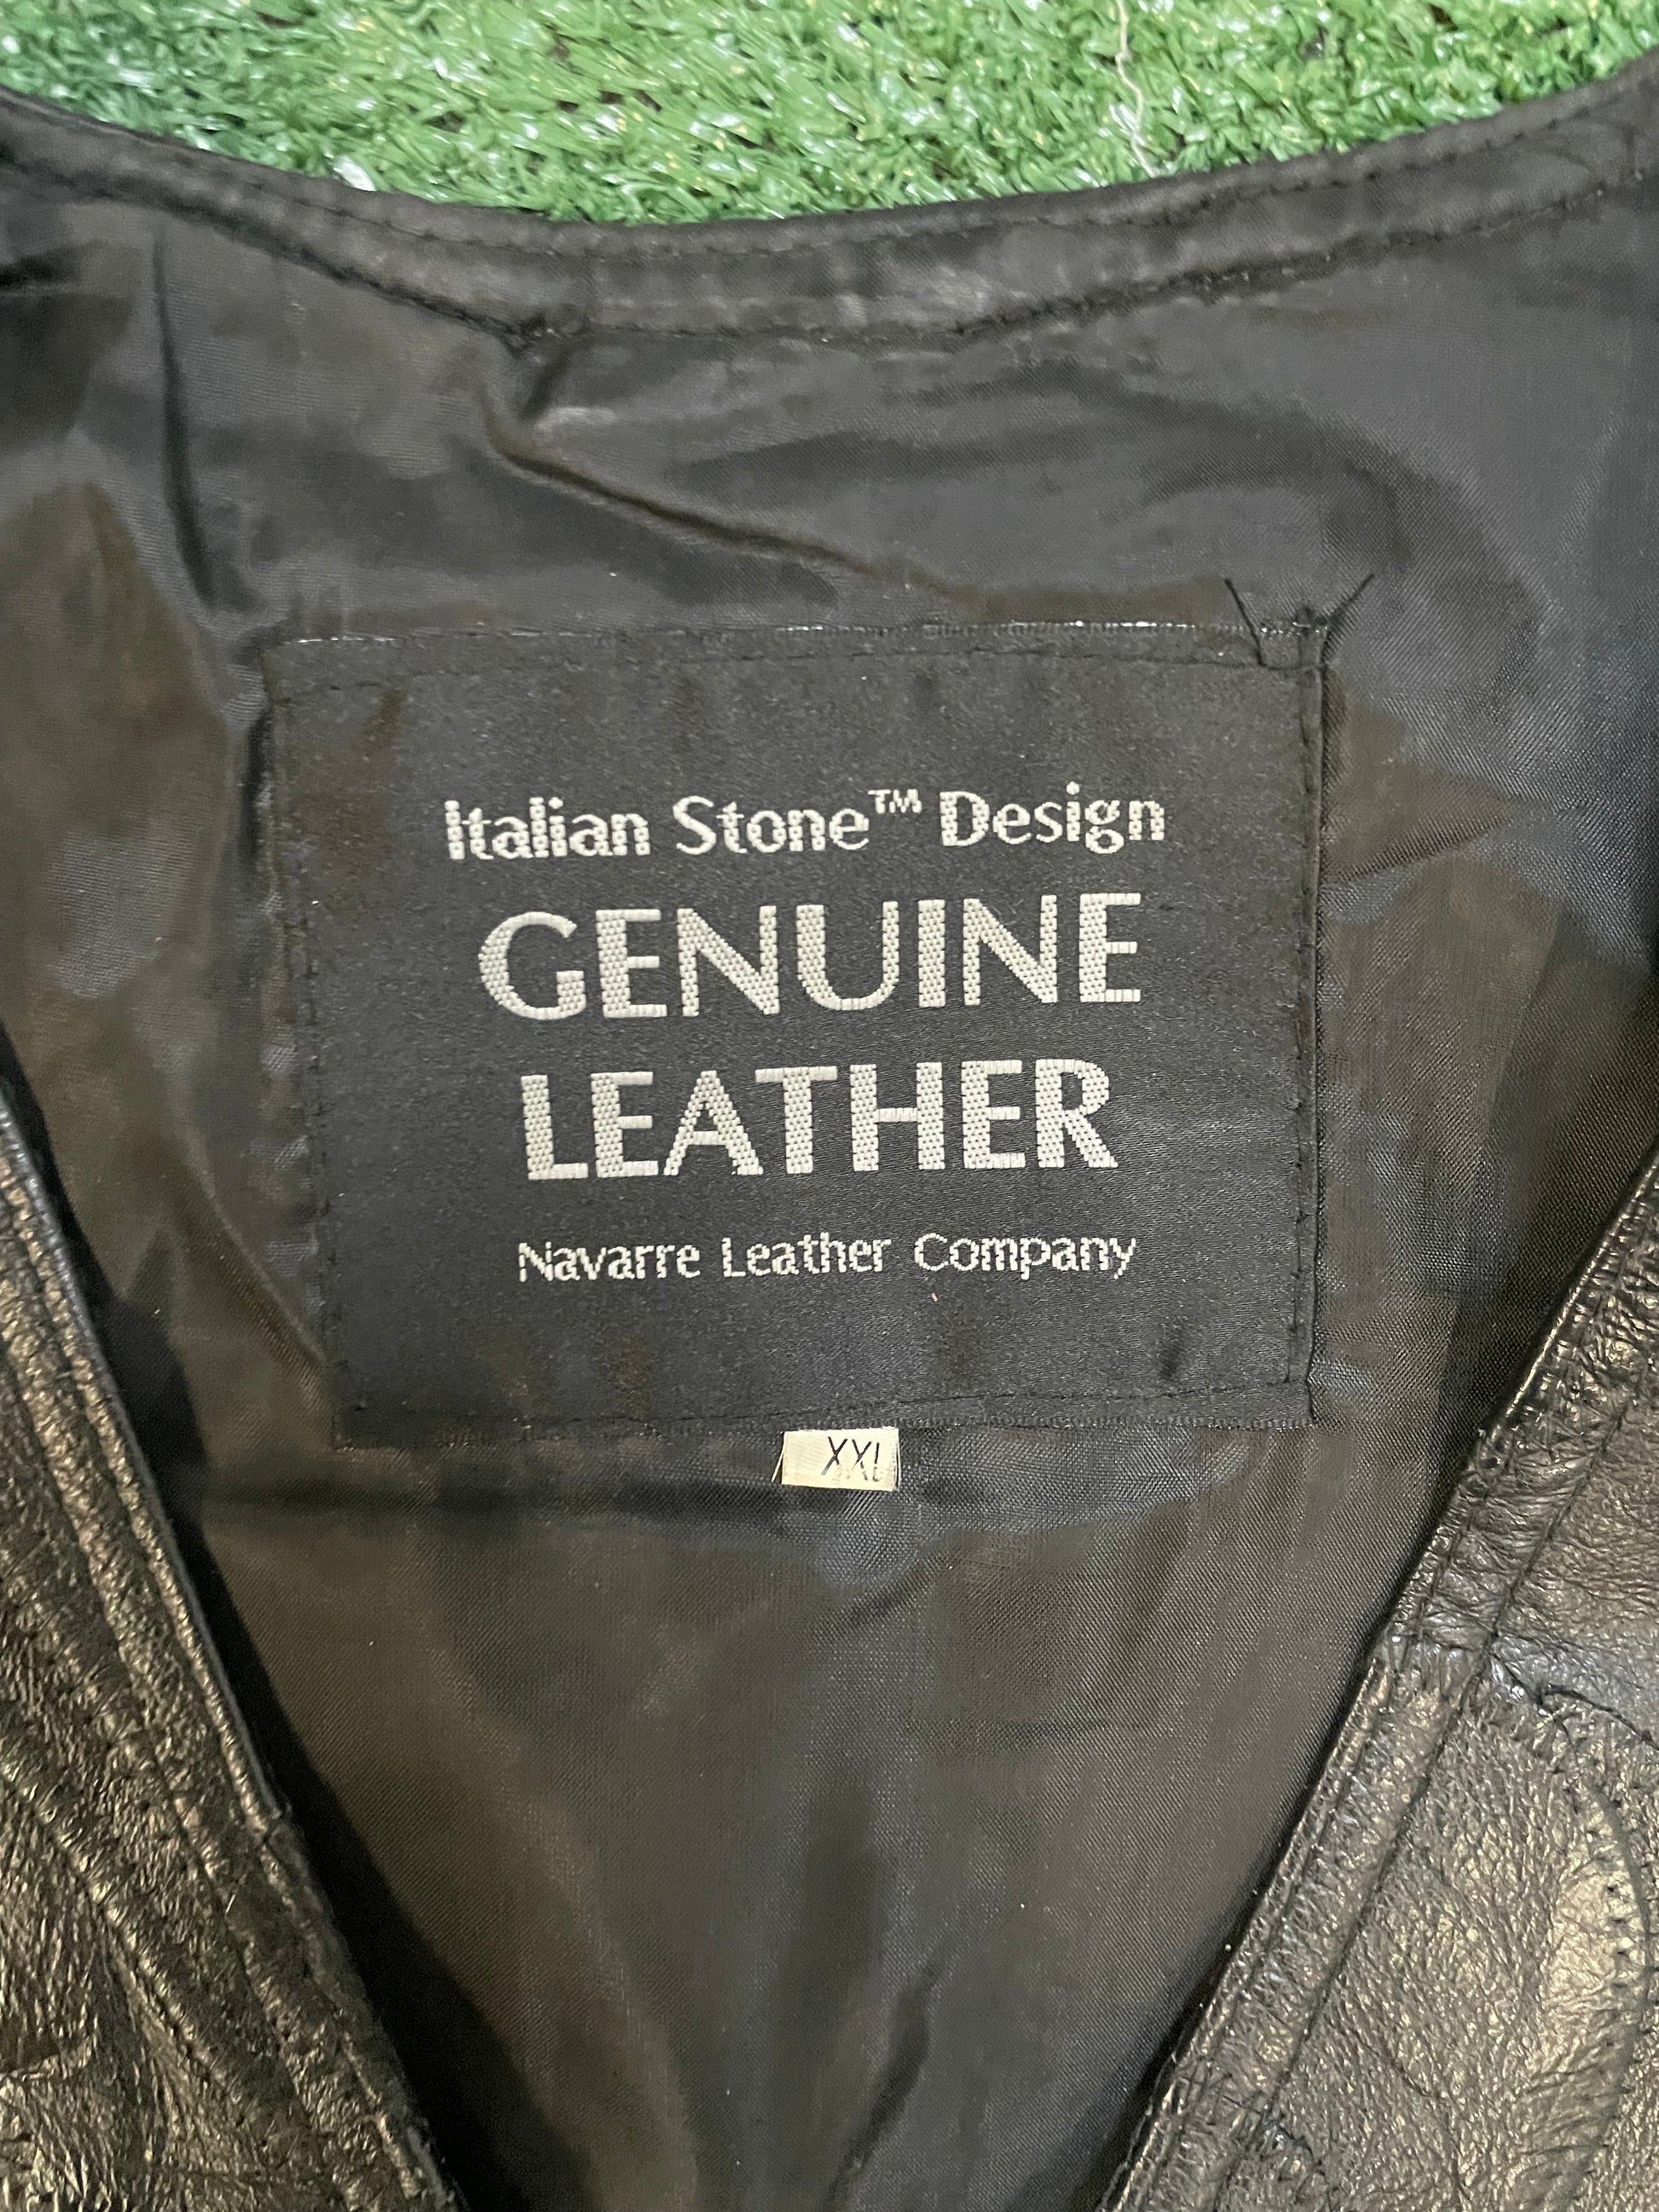 Italian Stone™ Design
GENUINE
LEATHER
Navarre Leather Company
XXL